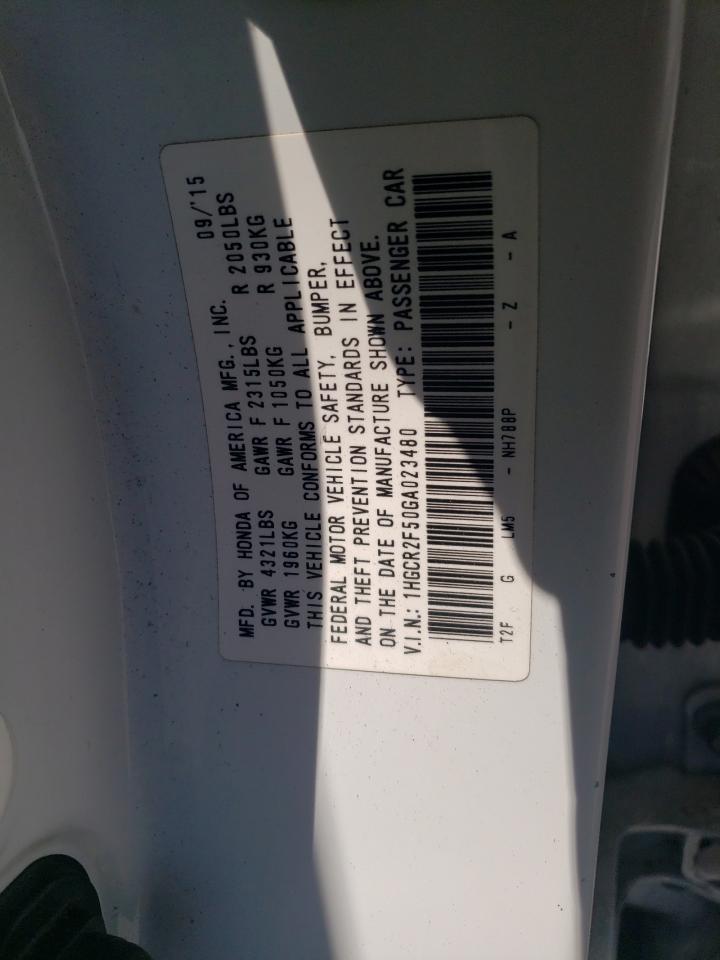 MFD. BY HONDA OF AMERICA MFG., INC. 09/'15
GVWR 4321LBS GAWR F 2315LBS R 2050LBS
GVWR 1960KG GAWR F 1050KG R 930KG
THIS VEHICLE CONFORMS TO ALL APPLICABLE
FEDERAL MOTOR VEHICLE SAFETY, BUMPER,
AND THEFT PREVENTION STANDARDS IN EFFECT
ON THE DATE OF MANUFACTURE SHOWN ABOVE.
V.I.N.: 1HGCR2F50GA023480 TYPE: PASSENGER CAR
T2F G LM5 - NH788P - Z - A